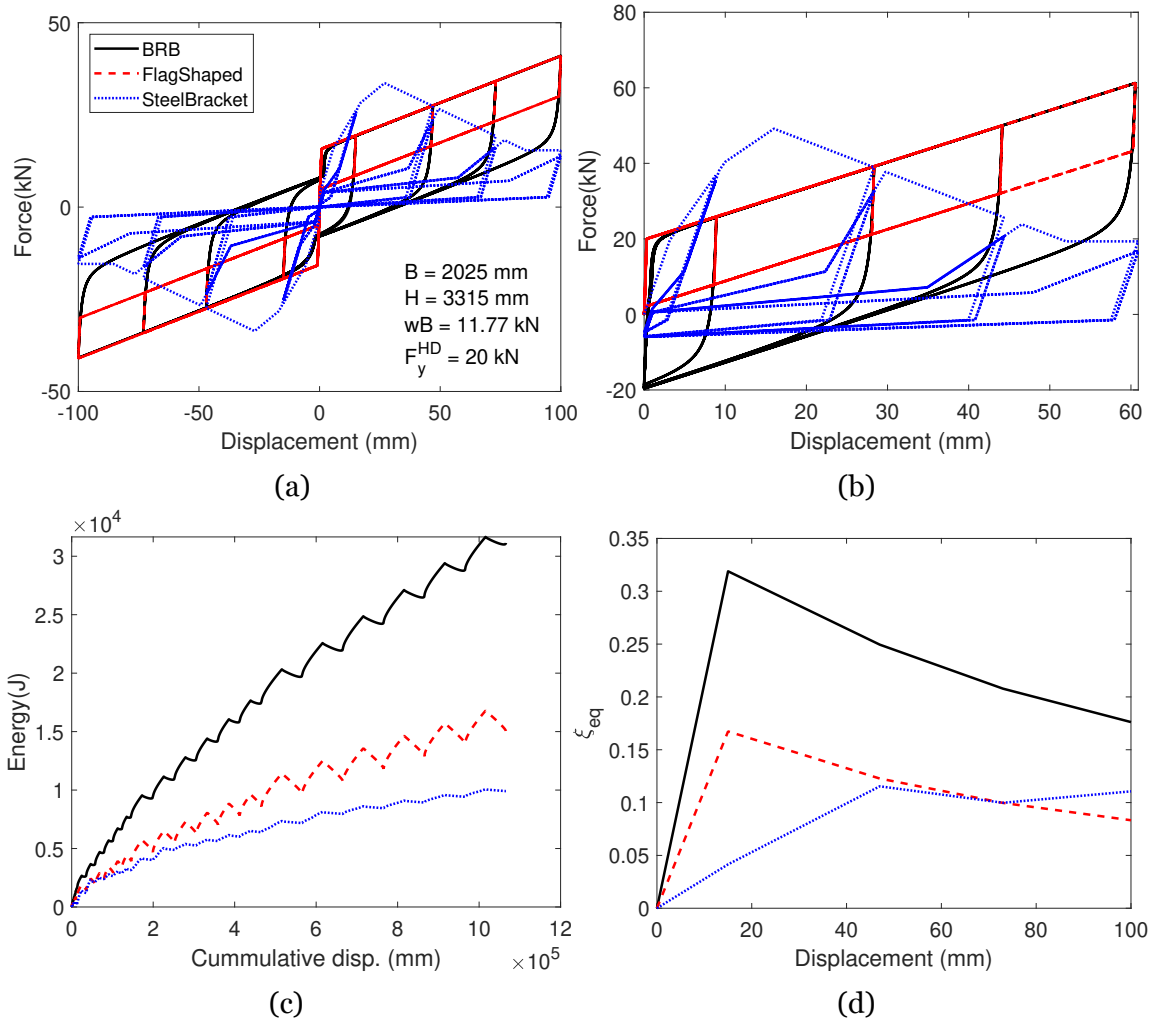 50
0
-50
Force(kN)
BRB
FlagShaped
SteelBracket
B = 2025 mm
H = 3315 mm
wB = 11.77 kN
F_y^HD = 20 kN
-100 -50 0 50 100
Displacement (mm)
(a)
80
60
40
20
0
-20
Force(kN)
0 10 20 30 40 50 60
Displacement (mm)
(b)
×10^4
3
2.5
2
1.5
1
0.5
0
Energy(J)
0 2 4 6 8 10 12
Cummulative disp. (mm)
×10^5
(c)
0.35
0.3
0.25
0.2
0.15
0.1
0.05
0
ξ_eq
0 20 40 60 80 100
Displacement (mm)
(d)